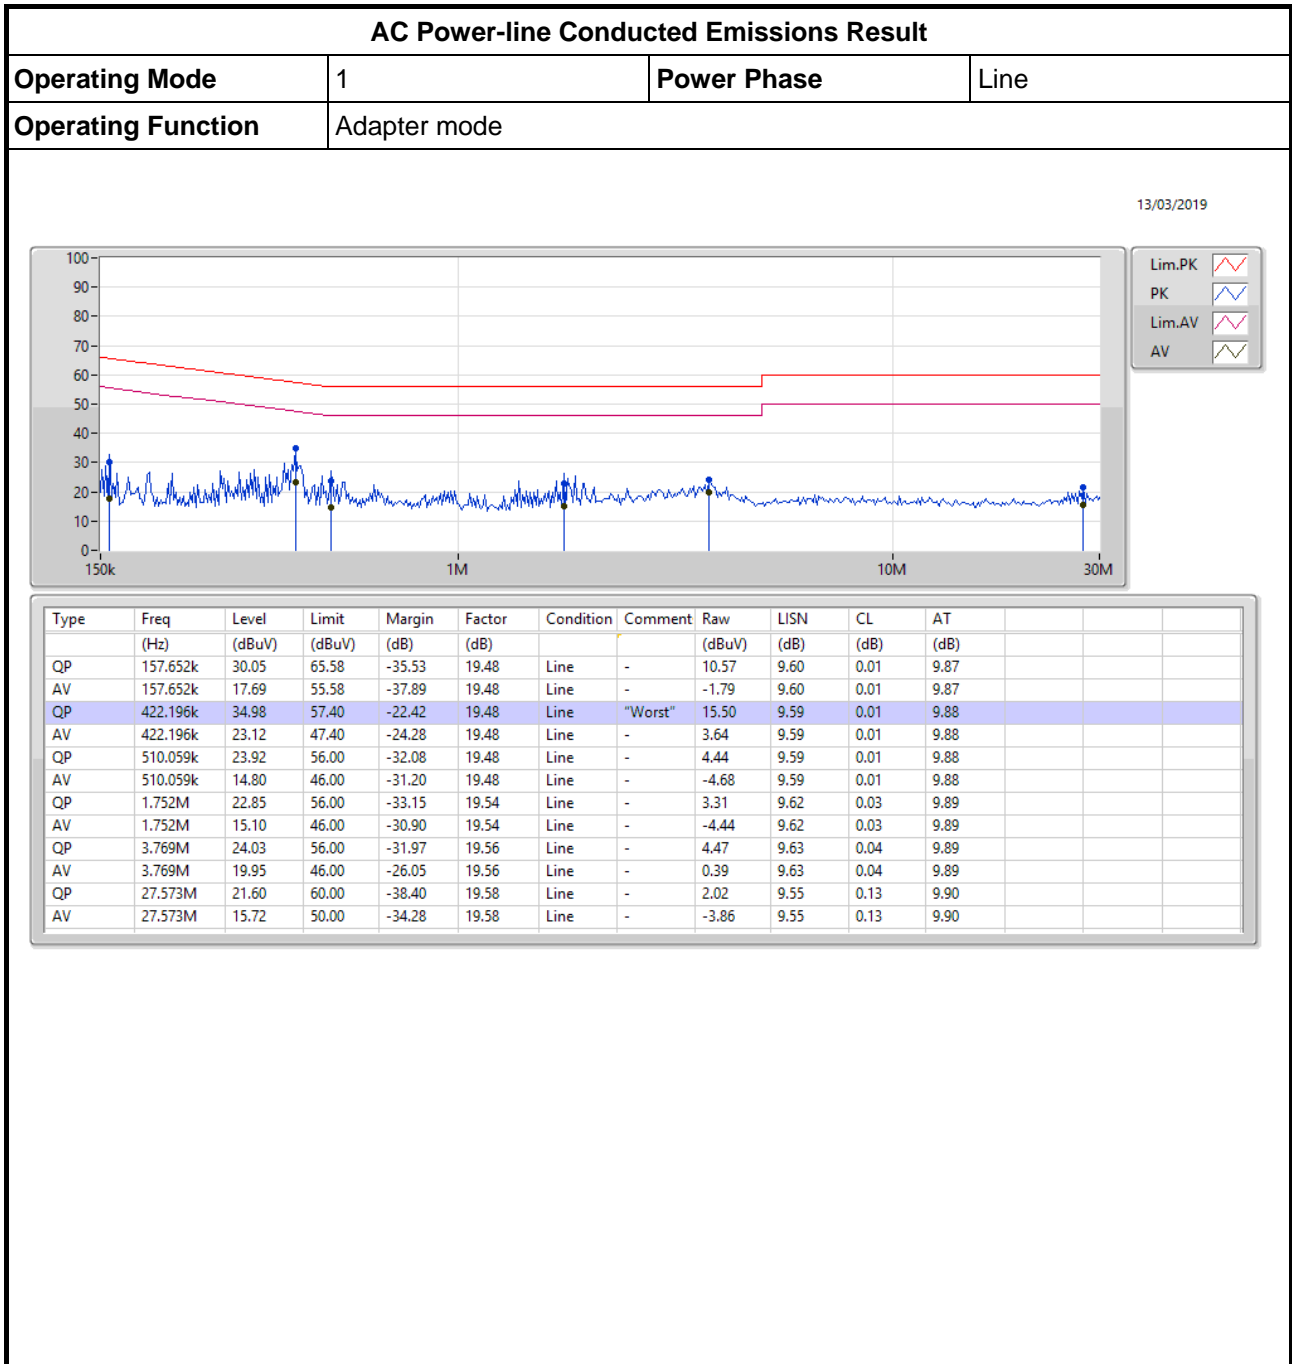 AC Power-line Conducted Emissions Result
Operating Mode 1 Power Phase Line
Operating Function Adapter mode
13/03/2019
100
90
80
70
60
50
40
30
20
10
0
150k 1M 10M 30M
Lim.PK
PK
Lim.AV
AV
Type Freq Level Limit Margin Factor Condition Comment Raw LISN CL AT
(Hz) (dBuV) (dBuV) (dB) (dB) (dBuV) (dB) (dB) (dB)
QP 157.652k 30.05 65.58 -35.53 19.48 Line - 10.57 9.60 0.01 9.87
AV 157.652k 17.69 55.58 -37.89 19.48 Line - -1.79 9.60 0.01 9.87
QP 422.196k 34.98 57.40 -22.42 19.48 Line "Worst" 15.50 9.59 0.01 9.88
AV 422.196k 23.12 47.40 -24.28 19.48 Line - 3.64 9.59 0.01 9.88
QP 510.059k 23.92 56.00 -32.08 19.48 Line - 4.44 9.59 0.01 9.88
AV 510.059k 14.80 46.00 -31.20 19.48 Line - -4.68 9.59 0.01 9.88
QP 1.752M 22.85 56.00 -33.15 19.54 Line - 3.31 9.62 0.03 9.89
AV 1.752M 15.10 46.00 -30.90 19.54 Line - -4.44 9.62 0.03 9.89
QP 3.769M 24.03 56.00 -31.97 19.56 Line - 4.47 9.63 0.04 9.89
AV 3.769M 19.95 46.00 -26.05 19.56 Line - 0.39 9.63 0.04 9.89
QP 27.573M 21.60 60.00 -38.40 19.58 Line - 2.02 9.55 0.13 9.90
AV 27.573M 15.72 50.00 -34.28 19.58 Line - -3.86 9.55 0.13 9.90